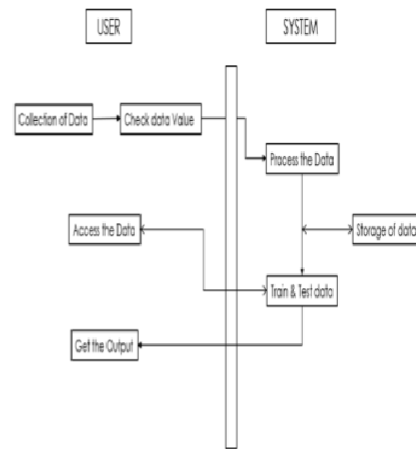 USER
SYSTEM
Collection of Data
Check data Value
Process the Data
Access the Data
Storage of data
Train & Test data
Get the Output